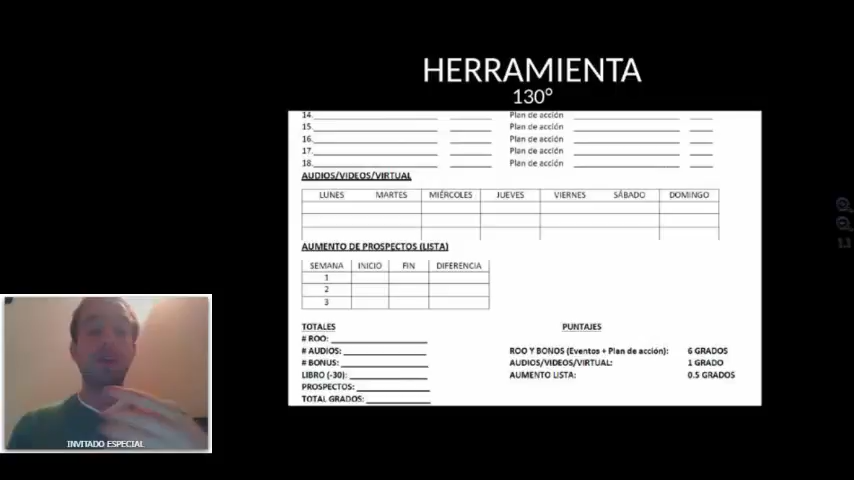 HERRAMIENTA
130°
14. Plan de acción
15. Plan de acción
16. Plan de acción
17. Plan de acción
18. Plan de acción
AUDIOS/VIDEOS/VIRTUAL
LUNES MARTES MIÉRCOLES JUEVES VIERNES SÁBADO DOMINGO
AUMENTO DE PROSPECTOS (LISTA)
SEMANA INICIO FIN DIFERENCIA
1
2
3
TOTALES PUNTAJES
# ROO:
# AUDIOS: ROO Y BONOS (Eventos + Plan de acción): 6 GRADOS
# BONUS: AUDIOS/VIDEOS/VIRTUAL: 1 GRADO
LIBRO (-30): AUMENTO LISTA: 0.5 GRADOS
PROSPECTOS:
TOTAL GRADOS:
INVITADO ESPECIAL